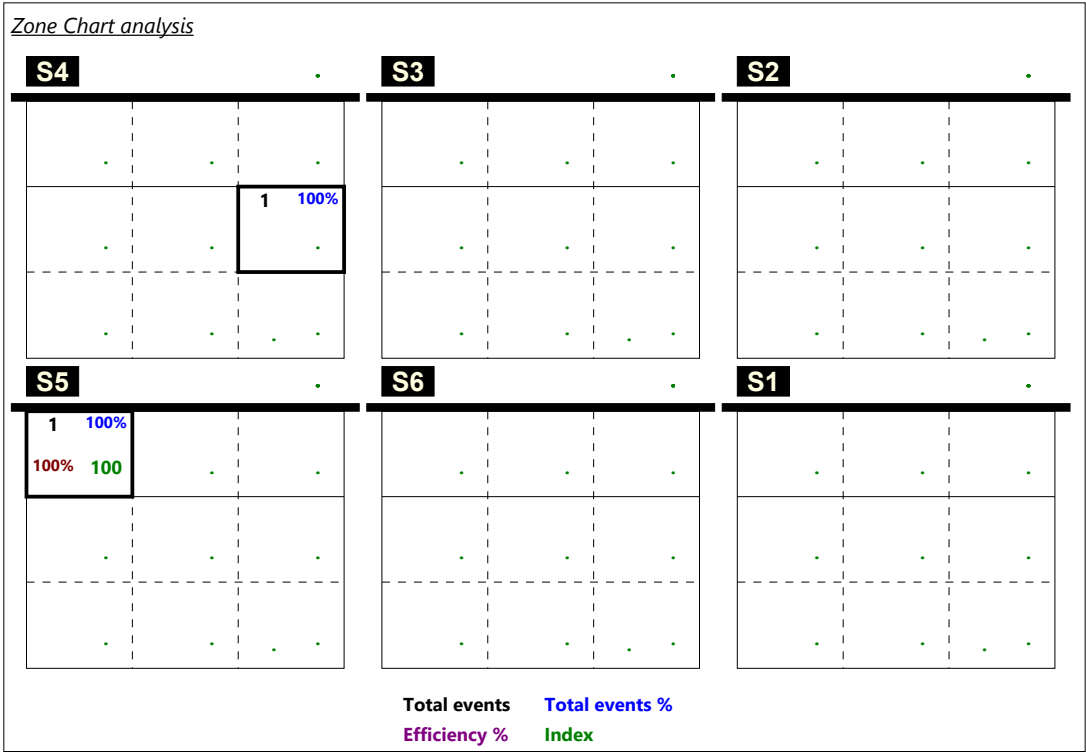 Zone Chart analysis
S4 S3 S2
1 100%
S5 S6 S1
1 100%
100% 100
Total events Total events %
Efficiency % Index